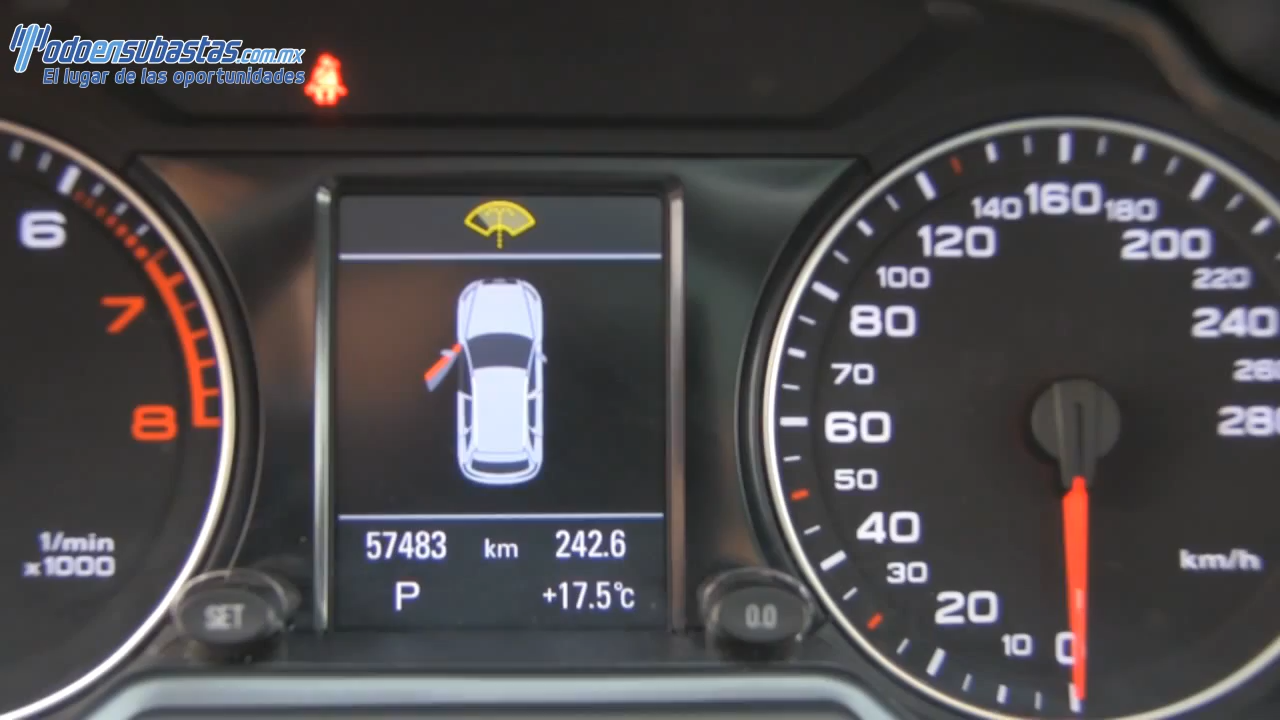 Todoensubastas.com.mx
El lugar de las oportunidades
6
7
8
1/min
x1000
SET
57483 km 242.6
P +17.5°C
0.0
0
10
20
30
40
50
60
70
80
100
120
140
160
180
200
220
240
260
280
km/h